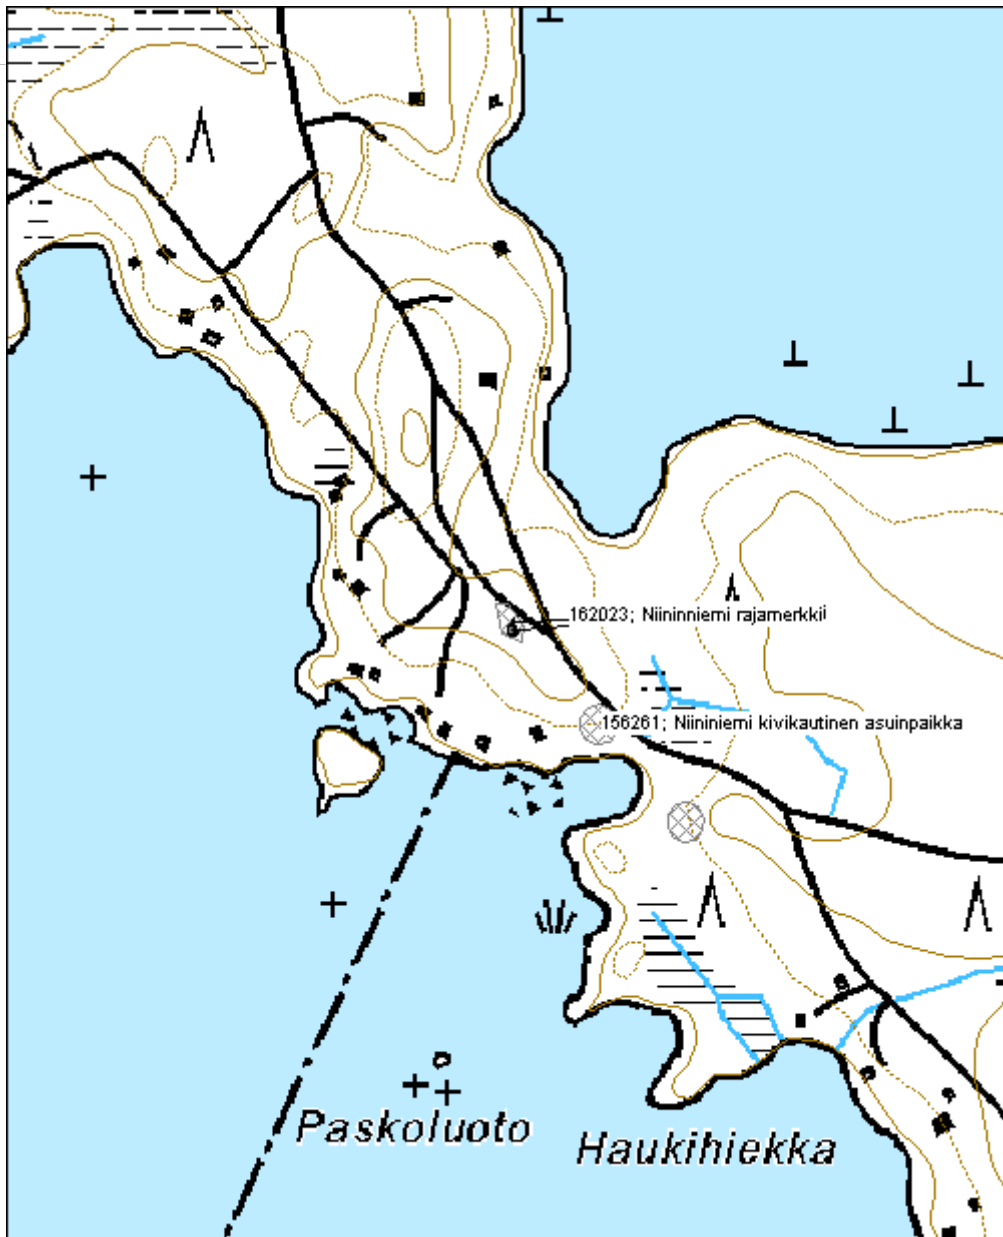 162023; Niininniemi rajamerkkii
156261; Niininiemi kivikautinen asuinpaikka
Paskoluoto
Haukihiekka